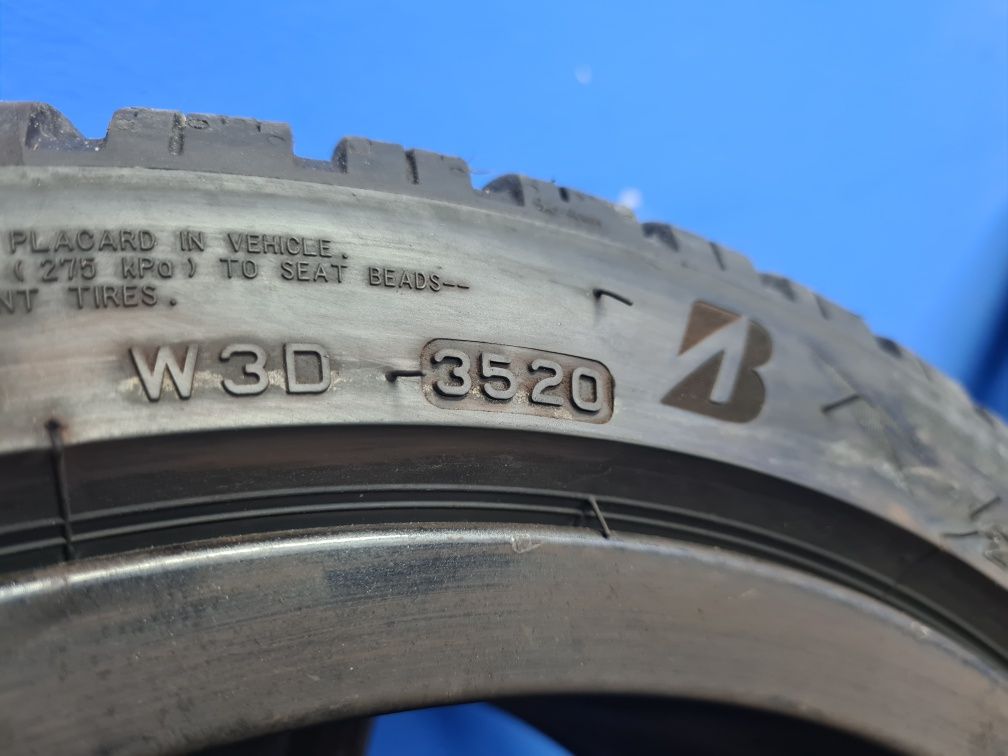 PLACARD IN VEHICLE.
(275 kPa) TO SEAT BEADS--
NT TIRES.
W3D 3520
B